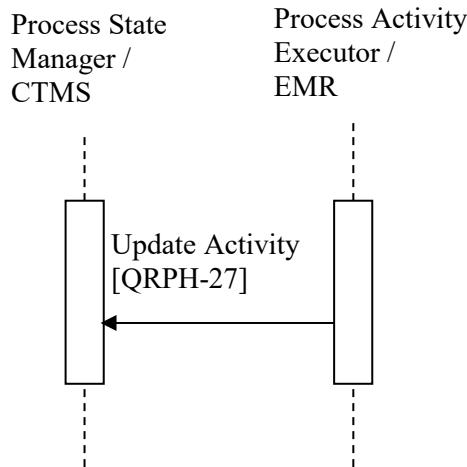 Process State
Manager /
CTMS
Process Activity
Executor /
EMR
Update Activity
[QRPH-27]